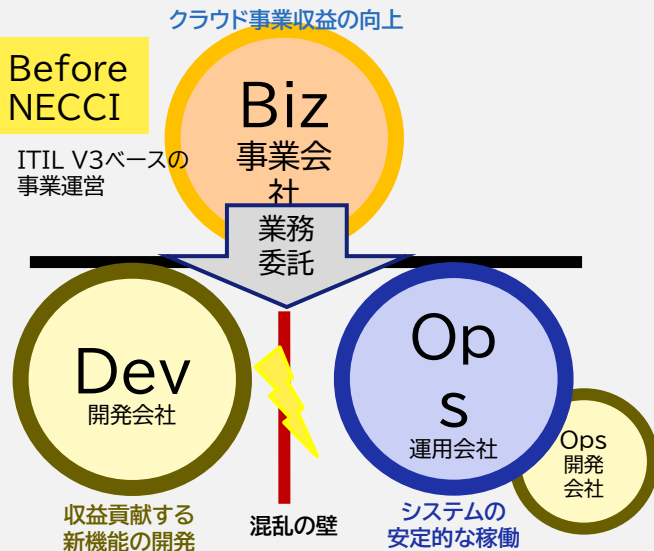 クラウド事業収益の向上
Before
NECCI
ITIL V3ベースの
事業運営
Biz
事業会
社
業務
委託
Dev
開発会社
Op
s
運用会社
Ops
開発
会社
収益貢献する
新機能の開発
混乱の壁
システムの
安定的な稼働